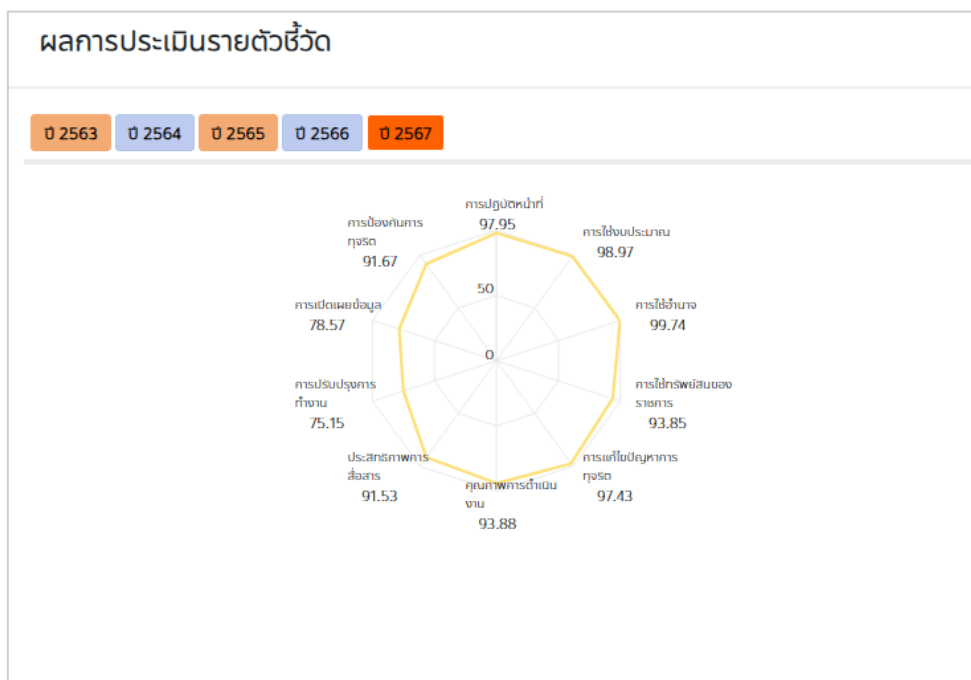 ผลการประเมินรายตัวชี้วัด
ปี 2563
ปี 2564
ปี 2565
ปี 2566
ปี 2567
การปฏิบัติหน้าที่
97.95
การใช้งบประมาณ
98.97
การใช้อำนาจ
99.74
การใช้ทรัพย์สินของ
ราชการ
93.85
การแก้ไขปัญหาการ
ทุจริต
97.43
คุณภาพการดำเนิน
งาน
93.88
ประสิทธิภาพการ
สื่อสาร
91.53
การปรับปรุงการ
ทำงาน
75.15
การเปิดเผยข้อมูล
78.57
การป้องกันการ
ทุจริต
91.67
50
0